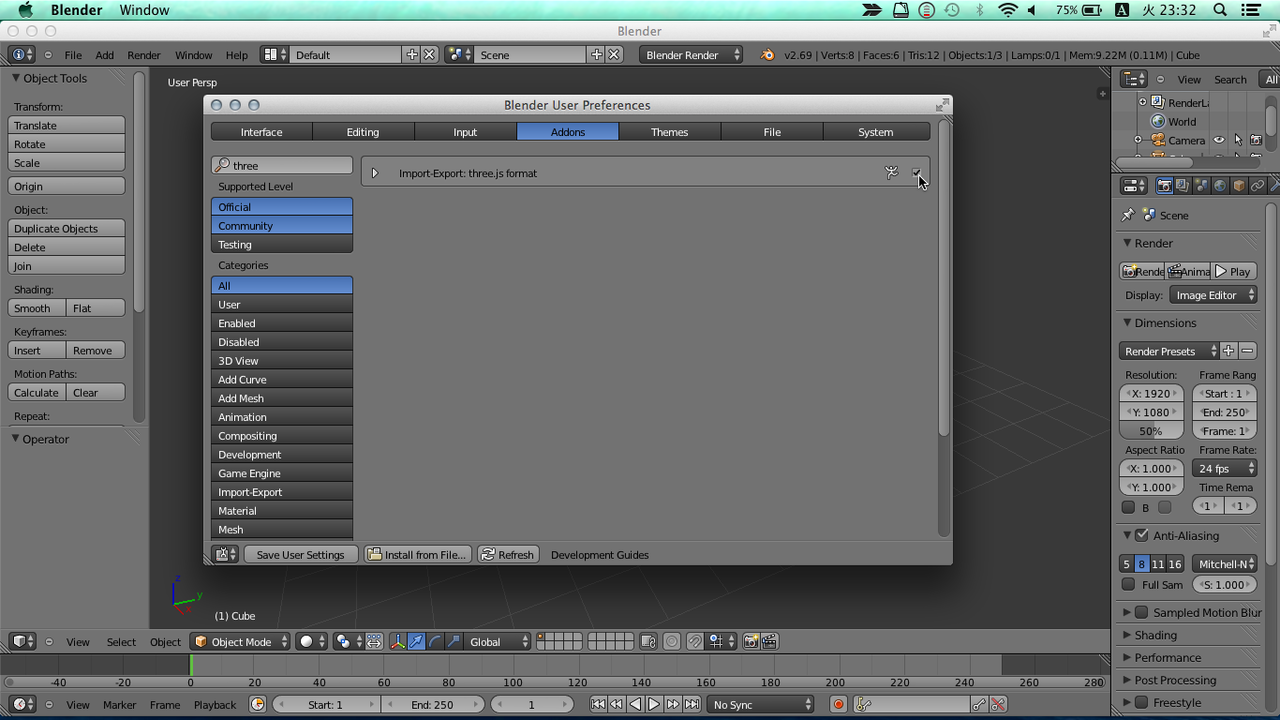 Blender Window 75% A 火 23:32
Blender
File Add Render Window Help Default Scene Blender Render v2.69 | Verts:8 | Faces:6 | Tris:12 | Objects:1/3 | Lamps:0/1 | Mem:9.22M (0.11M) | Cube
Object Tools
Transform:
Translate
Rotate
Scale
Origin
Object:
Duplicate Objects
Delete
Join
Shading:
Smooth Flat
Keyframes:
Insert Remove
Motion Paths:
Calculate Clear
Repeat:
Operator
User Persp
Blender User Preferences
Interface Editing Input Addons Themes File System
three
Import-Export: three.js format
Supported Level
Official
Community
Testing
Categories
All
User
Enabled
Disabled
3D View
Add Curve
Add Mesh
Animation
Compositing
Development
Game Engine
Import-Export
Material
Mesh
Save User Settings Install from File... Refresh Development Guides
z
y
x
(1) Cube
View Search All
RenderLa
World
Camera
Scene
Render
Rende Anima Play
Display: Image Editor
Dimensions
Render Presets
Resolution: Frame Rang
X: 1920 Start : 1
Y: 1080 End: 250
50% Frame: 1
Aspect Ratio Frame Rate:
X: 1.000 24 fps
Y: 1.000 Time Rema
B 1 1
Anti-Aliasing
5 8 11 16 Mitchell-N
Full Sam S: 1.000
Sampled Motion Blur
Shading
Performance
Post Processing
Freestyle
View Select Object Object Mode Global
-40 -20 0 20 40 60 80 100 120 140 160 180 200 220 240 260 280
View Marker Frame Playback Start: 1 End: 250 1 No Sync